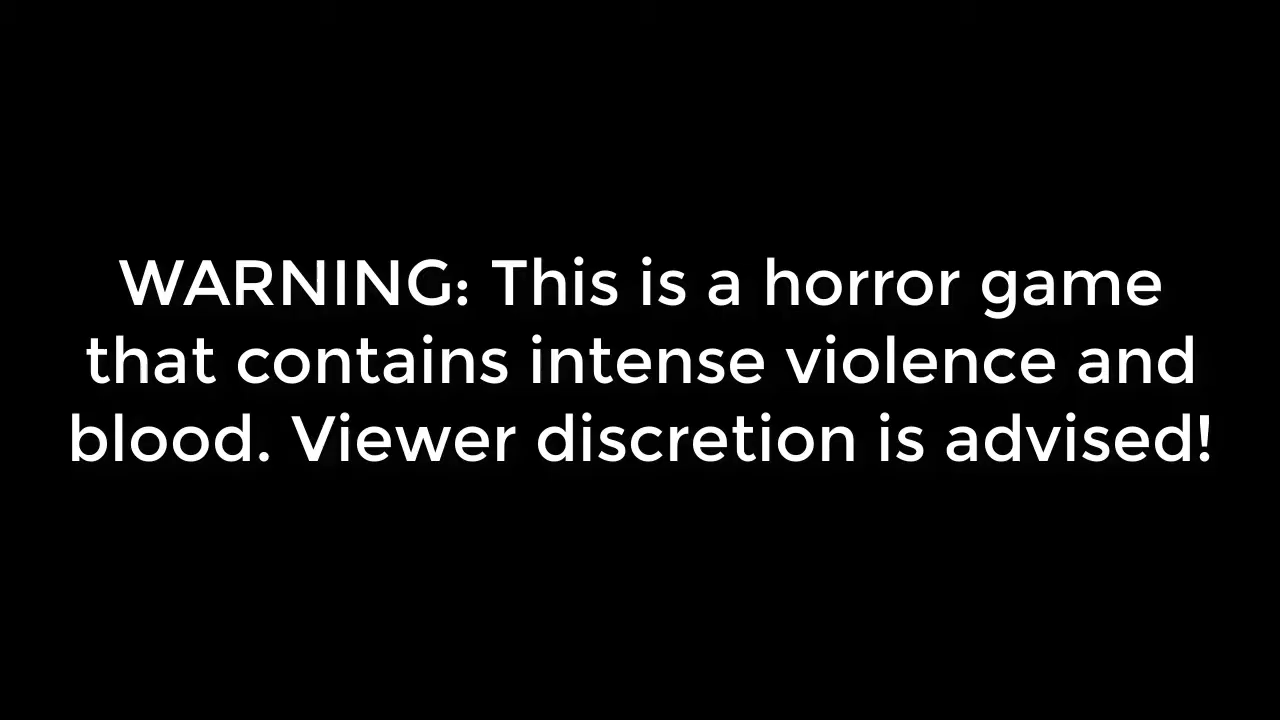 WARNING: This is a horror game
that contains intense violence and
blood. Viewer discretion is advised!